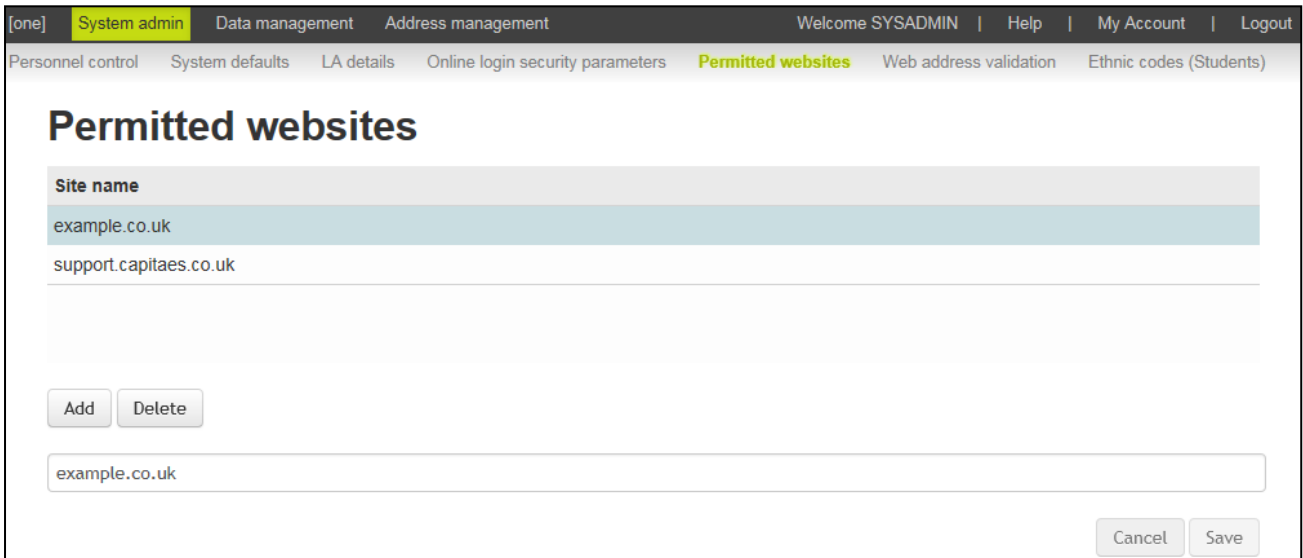 [one] System admin Data management Address management Welcome SYSADMIN | Help | My Account | Logout
Personnel control System defaults LA details Online login security parameters Permitted websites Web address validation Ethnic codes (Students)
Permitted websites
Site name
example.co.uk
support.capitaes.co.uk
Add Delete
example.co.uk
Cancel Save